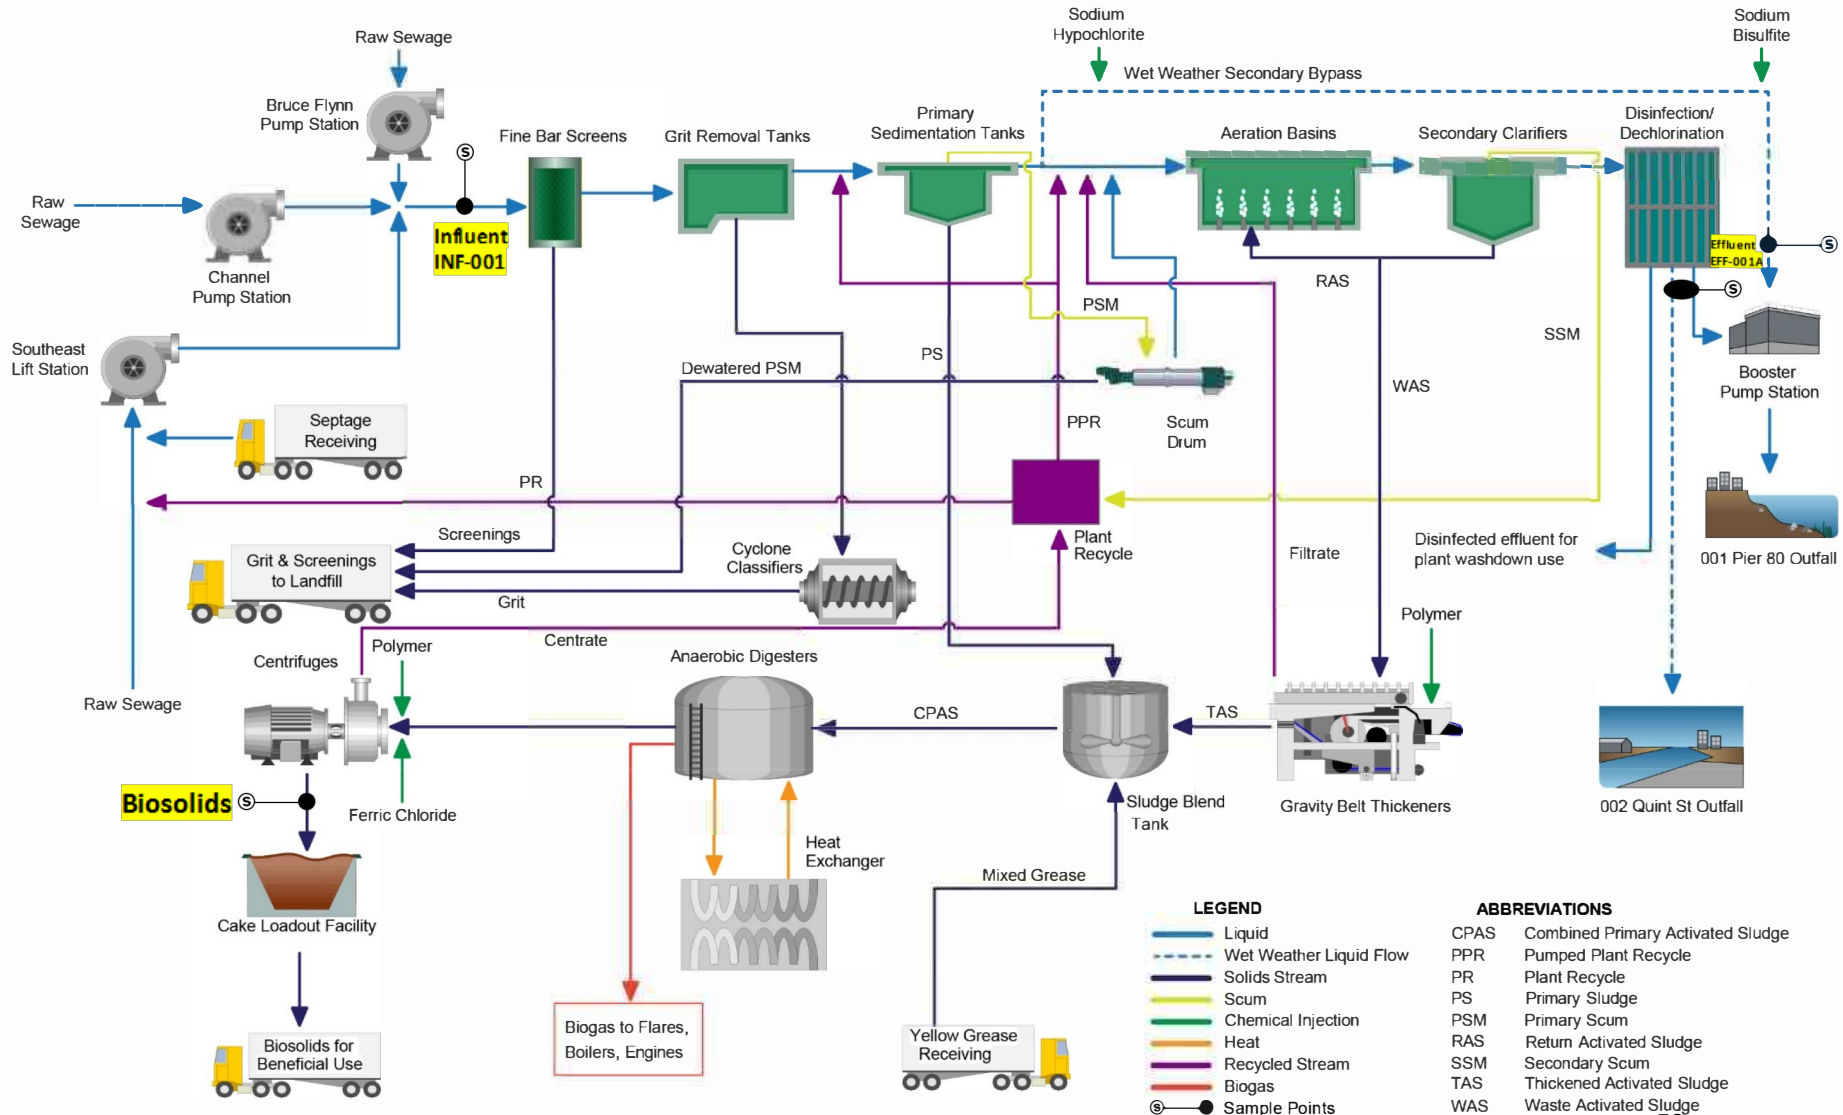 Raw Sewage
Bruce Flynn
Pump Station
Raw
Sewage
Channel
Pump Station
Southeast
Lift Station
Septage
Receiving
S
Influent
INF-001
Fine Bar Screens
Grit Removal Tanks
Primary
Sedimentation Tanks
Sodium
Hypochlorite
Wet Weather Secondary Bypass
Aeration Basins
Secondary Clarifiers
Disinfection/
Dechlorination
Sodium
Bisulfite
Effluent
EFF-001A
S
S
RAS
PSM
SSM
PS
Dewatered PSM
WAS
PPR
Scum
Drum
Booster
Pump Station
001 Pier 80 Outfall
PR
Screenings
Grit & Screenings
to Landfill
Grit
Cyclone
Classifiers
Plant
Recycle
Filtrate
Disinfected effluent for
plant washdown use
Polymer
Centrate
Polymer
Centrifuges
Raw Sewage
Anaerobic Digesters
CPAS
TAS
Biosolids
S
Ferric Chloride
Sludge Blend
Tank
Gravity Belt Thickeners
002 Quint St Outfall
Heat
Exchanger
Mixed Grease
Cake Loadout Facility
Biogas to Flares,
Boilers, Engines
Yellow Grease
Receiving
Biosolids for
Beneficial Use
LEGEND
Liquid
Wet Weather Liquid Flow
Solids Stream
Scum
Chemical Injection
Heat
Recycled Stream
Biogas
S Sample Points
ABBREVIATIONS
CPAS Combined Primary Activated Sludge
PPR Pumped Plant Recycle
PR Plant Recycle
PS Primary Sludge
PSM Primary Scum
RAS Return Activated Sludge
SSM Secondary Scum
TAS Thickened Activated Sludge
WAS Waste Activated Sludge